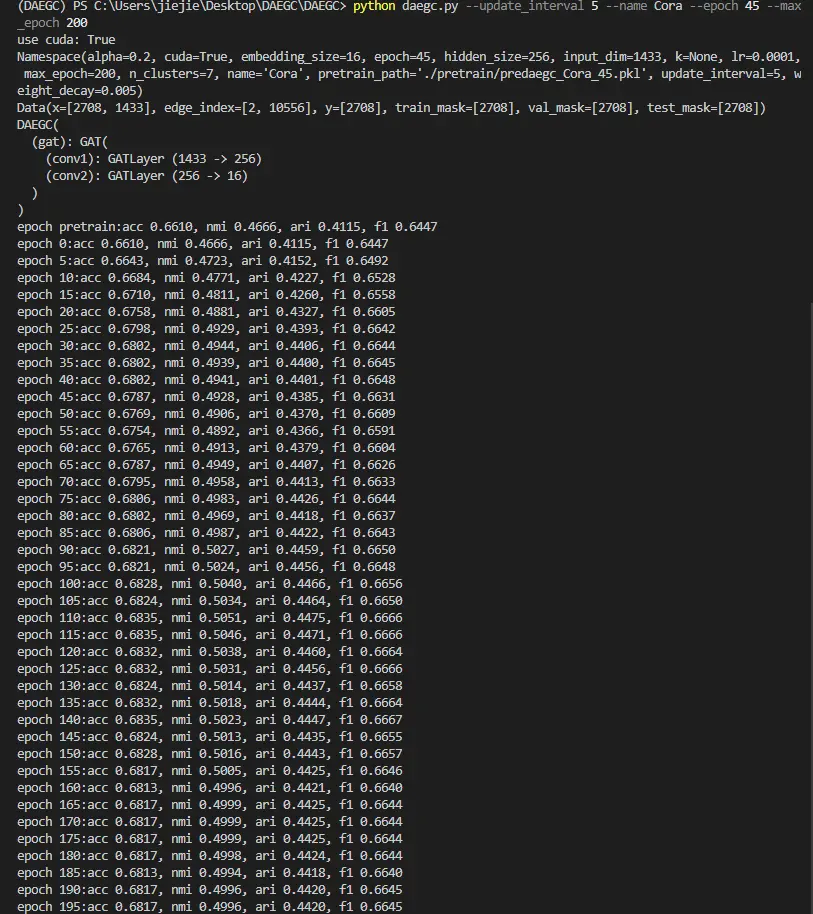 (DAEGC) PS C:\Users\jiejie\Desktop\DAEGC\DAEGC> python daegc.py --update_interval 5 --name Cora --epoch 45 --max
_epoch 200
use cuda: True
Namespace(alpha=0.2, cuda=True, embedding_size=16, epoch=45, hidden_size=256, input_dim=1433, k=None, lr=0.0001,
 max_epoch=200, n_clusters=7, name='Cora', pretrain_path='./pretrain/predaegc_Cora_45.pkl', update_interval=5, w
eight_decay=0.005)
Data(x=[2708, 1433], edge_index=[2, 10556], y=[2708], train_mask=[2708], val_mask=[2708], test_mask=[2708])
DAEGC(
  (gat): GAT(
    (conv1): GATLayer (1433 -> 256)
    (conv2): GATLayer (256 -> 16)
  )
)
epoch pretrain:acc 0.6610, nmi 0.4666, ari 0.4115, f1 0.6447
epoch 0:acc 0.6610, nmi 0.4666, ari 0.4115, f1 0.6447
epoch 5:acc 0.6643, nmi 0.4723, ari 0.4152, f1 0.6492
epoch 10:acc 0.6684, nmi 0.4771, ari 0.4227, f1 0.6528
epoch 15:acc 0.6710, nmi 0.4811, ari 0.4260, f1 0.6558
epoch 20:acc 0.6758, nmi 0.4881, ari 0.4327, f1 0.6605
epoch 25:acc 0.6798, nmi 0.4929, ari 0.4393, f1 0.6642
epoch 30:acc 0.6802, nmi 0.4944, ari 0.4406, f1 0.6644
epoch 35:acc 0.6802, nmi 0.4939, ari 0.4400, f1 0.6645
epoch 40:acc 0.6802, nmi 0.4941, ari 0.4401, f1 0.6648
epoch 45:acc 0.6787, nmi 0.4928, ari 0.4385, f1 0.6631
epoch 50:acc 0.6769, nmi 0.4906, ari 0.4370, f1 0.6609
epoch 55:acc 0.6754, nmi 0.4892, ari 0.4366, f1 0.6591
epoch 60:acc 0.6765, nmi 0.4913, ari 0.4379, f1 0.6604
epoch 65:acc 0.6787, nmi 0.4949, ari 0.4407, f1 0.6626
epoch 70:acc 0.6795, nmi 0.4958, ari 0.4413, f1 0.6633
epoch 75:acc 0.6806, nmi 0.4983, ari 0.4426, f1 0.6644
epoch 80:acc 0.6802, nmi 0.4969, ari 0.4418, f1 0.6637
epoch 85:acc 0.6806, nmi 0.4987, ari 0.4422, f1 0.6643
epoch 90:acc 0.6821, nmi 0.5027, ari 0.4459, f1 0.6650
epoch 95:acc 0.6821, nmi 0.5024, ari 0.4456, f1 0.6648
epoch 100:acc 0.6828, nmi 0.5040, ari 0.4466, f1 0.6656
epoch 105:acc 0.6824, nmi 0.5034, ari 0.4464, f1 0.6650
epoch 110:acc 0.6835, nmi 0.5051, ari 0.4475, f1 0.6666
epoch 115:acc 0.6835, nmi 0.5046, ari 0.4471, f1 0.6666
epoch 120:acc 0.6832, nmi 0.5038, ari 0.4460, f1 0.6664
epoch 125:acc 0.6832, nmi 0.5031, ari 0.4456, f1 0.6666
epoch 130:acc 0.6824, nmi 0.5014, ari 0.4437, f1 0.6658
epoch 135:acc 0.6832, nmi 0.5018, ari 0.4444, f1 0.6664
epoch 140:acc 0.6835, nmi 0.5023, ari 0.4447, f1 0.6667
epoch 145:acc 0.6824, nmi 0.5013, ari 0.4435, f1 0.6655
epoch 150:acc 0.6828, nmi 0.5016, ari 0.4443, f1 0.6657
epoch 155:acc 0.6817, nmi 0.5005, ari 0.4425, f1 0.6646
epoch 160:acc 0.6813, nmi 0.4996, ari 0.4421, f1 0.6640
epoch 165:acc 0.6817, nmi 0.4999, ari 0.4425, f1 0.6644
epoch 170:acc 0.6817, nmi 0.4999, ari 0.4425, f1 0.6644
epoch 175:acc 0.6817, nmi 0.4999, ari 0.4425, f1 0.6644
epoch 180:acc 0.6817, nmi 0.4998, ari 0.4424, f1 0.6644
epoch 185:acc 0.6813, nmi 0.4994, ari 0.4418, f1 0.6640
epoch 190:acc 0.6817, nmi 0.4996, ari 0.4420, f1 0.6645
epoch 195:acc 0.6817, nmi 0.4996, ari 0.4420, f1 0.6645